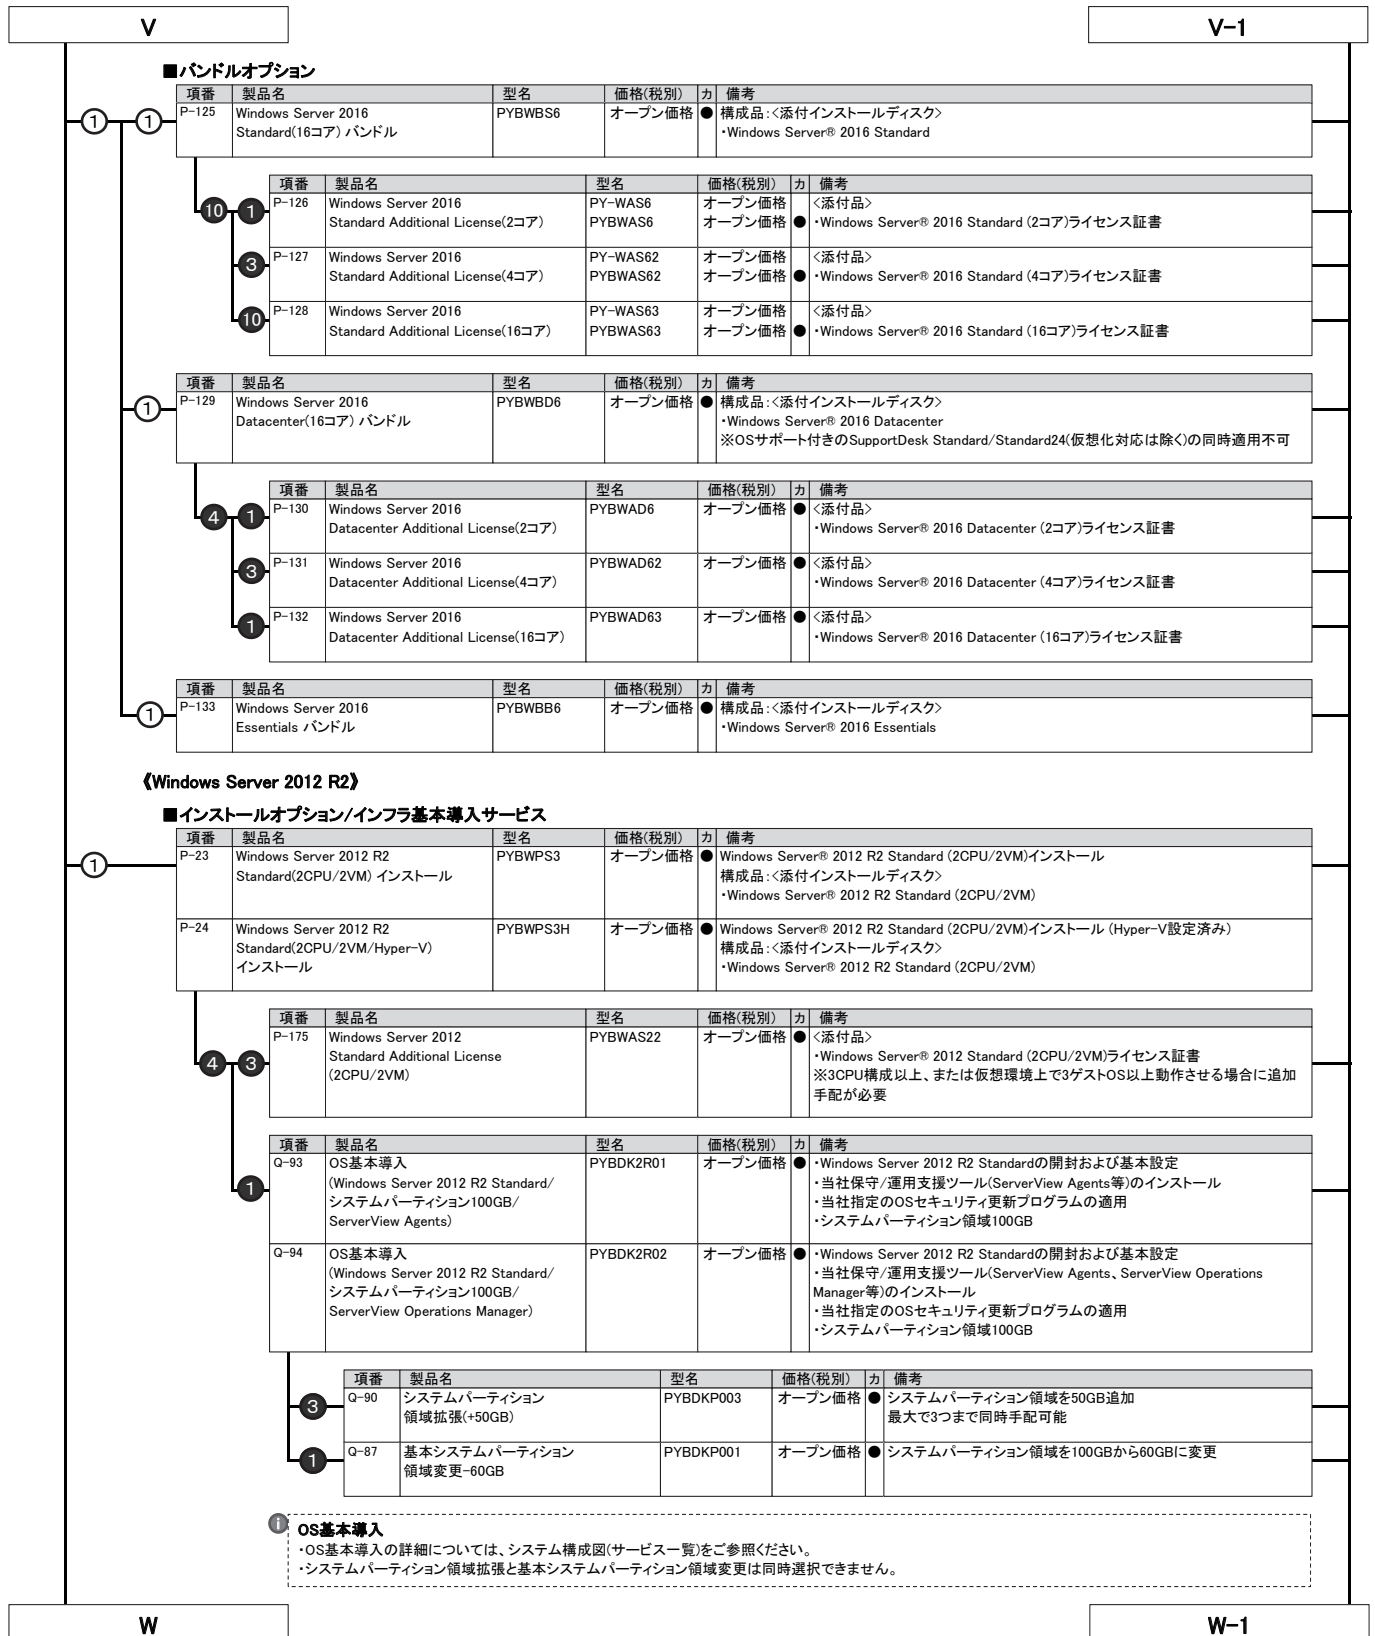 V
V-1
■バンドルオプション
項番 製品名 型名 価格(税別) カ 備考
① ① P-125 Windows Server 2016 PYBWBS6 オープン価格 ● 構成品:<添付インストールディスク>
Standard(16コア) バンドル ・Windows Server® 2016 Standard
項番 製品名 型名 価格(税別) カ 備考
10 1 P-126 Windows Server 2016 PY-WAS6 オープン価格 <添付品>
Standard Additional License(2コア) PYBWAS6 オープン価格 ● ・Windows Server® 2016 Standard (2コア)ライセンス証書
3 P-127 Windows Server 2016 PY-WAS62 オープン価格 <添付品>
Standard Additional License(4コア) PYBWAS62 オープン価格 ● ・Windows Server® 2016 Standard (4コア)ライセンス証書
10 P-128 Windows Server 2016 PY-WAS63 オープン価格 <添付品>
Standard Additional License(16コア) PYBWAS63 オープン価格 ● ・Windows Server® 2016 Standard (16コア)ライセンス証書
項番 製品名 型名 価格(税別) カ 備考
① P-129 Windows Server 2016 PYBWBD6 オープン価格 ● 構成品:<添付インストールディスク>
Datacenter(16コア) バンドル ・Windows Server® 2016 Datacenter
※OSサポート付きのSupportDesk Standard/Standard24(仮想化対応は除く)の同時適用不可
項番 製品名 型名 価格(税別) カ 備考
4 1 P-130 Windows Server 2016 PYBWAD6 オープン価格 ● <添付品>
Datacenter Additional License(2コア) ・Windows Server® 2016 Datacenter (2コア)ライセンス証書
3 P-131 Windows Server 2016 PYBWAD62 オープン価格 ● <添付品>
Datacenter Additional License(4コア) ・Windows Server® 2016 Datacenter (4コア)ライセンス証書
1 P-132 Windows Server 2016 PYBWAD63 オープン価格 ● <添付品>
Datacenter Additional License(16コア) ・Windows Server® 2016 Datacenter (16コア)ライセンス証書
項番 製品名 型名 価格(税別) カ 備考
① P-133 Windows Server 2016 PYBWBB6 オープン価格 ● 構成品:<添付インストールディスク>
Essentials バンドル ・Windows Server® 2016 Essentials
《Windows Server 2012 R2》
■インストールオプション/インフラ基本導入サービス
項番 製品名 型名 価格(税別) カ 備考
① P-23 Windows Server 2012 R2 PYBWPS3 オープン価格 ● Windows Server® 2012 R2 Standard (2CPU/2VM)インストール
Standard(2CPU/2VM) インストール 構成品:<添付インストールディスク>
・Windows Server® 2012 R2 Standard (2CPU/2VM)
P-24 Windows Server 2012 R2 PYBWPS3H オープン価格 ● Windows Server® 2012 R2 Standard (2CPU/2VM)インストール (Hyper-V設定済み)
Standard(2CPU/2VM/Hyper-V) 構成品:<添付インストールディスク>
インストール ・Windows Server® 2012 R2 Standard (2CPU/2VM)
項番 製品名 型名 価格(税別) カ 備考
4 3 P-175 Windows Server 2012 PYBWAS22 オープン価格 ● <添付品>
Standard Additional License ・Windows Server® 2012 Standard (2CPU/2VM)ライセンス証書
(2CPU/2VM) ※3CPU構成以上、または仮想環境上で3ゲストOS以上動作させる場合に追加
手配が必要
項番 製品名 型名 価格(税別) カ 備考
1 Q-93 OS基本導入 PYBDK2R01 オープン価格 ● ・Windows Server 2012 R2 Standardの開封および基本設定
(Windows Server 2012 R2 Standard/ ・当社保守/運用支援ツール(ServerView Agents等)のインストール
システムパーティション100GB/ ・当社指定のOSセキュリティ更新プログラムの適用
ServerView Agents) ・システムパーティション領域100GB
Q-94 OS基本導入 PYBDK2R02 オープン価格 ● ・Windows Server 2012 R2 Standardの開封および基本設定
(Windows Server 2012 R2 Standard/ ・当社保守/運用支援ツール(ServerView Agents、ServerView Operations
システムパーティション100GB/ Manager等)のインストール
ServerView Operations Manager) ・当社指定のOSセキュリティ更新プログラムの適用
・システムパーティション領域100GB
項番 製品名 型名 価格(税別) カ 備考
3 Q-90 システムパーティション PYBDKP003 オープン価格 ● システムパーティション領域を50GB追加
領域拡張(+50GB) 最大で3つまで同時手配可能
1 Q-87 基本システムパーティション PYBDKP001 オープン価格 ● システムパーティション領域を100GBから60GBに変更
領域変更-60GB
i OS基本導入
・OS基本導入の詳細については、システム構成図(サービス一覧)をご参照ください。
・システムパーティション領域拡張と基本システムパーティション領域変更は同時選択できません。
W
W-1